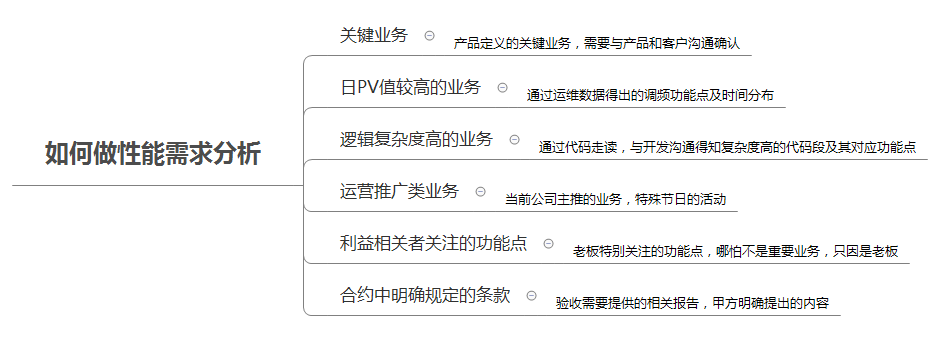 如何做性能需求分析
关键业务
产品定义的关键业务，需要与产品和客户沟通确认
日PV值较高的业务
通过运维数据得出的调频功能点及时间分布
逻辑复杂度高的业务
通过代码走读，与开发沟通得知复杂度高的代码段及其对应功能点
运营推广类业务
当前公司主推的业务，特殊节日的活动
利益相关者关注的功能点
老板特别关注的功能点，哪怕不是重要业务，只因是老板
合约中明确规定的条款
验收需要提供的相关报告，甲方明确提出的内容